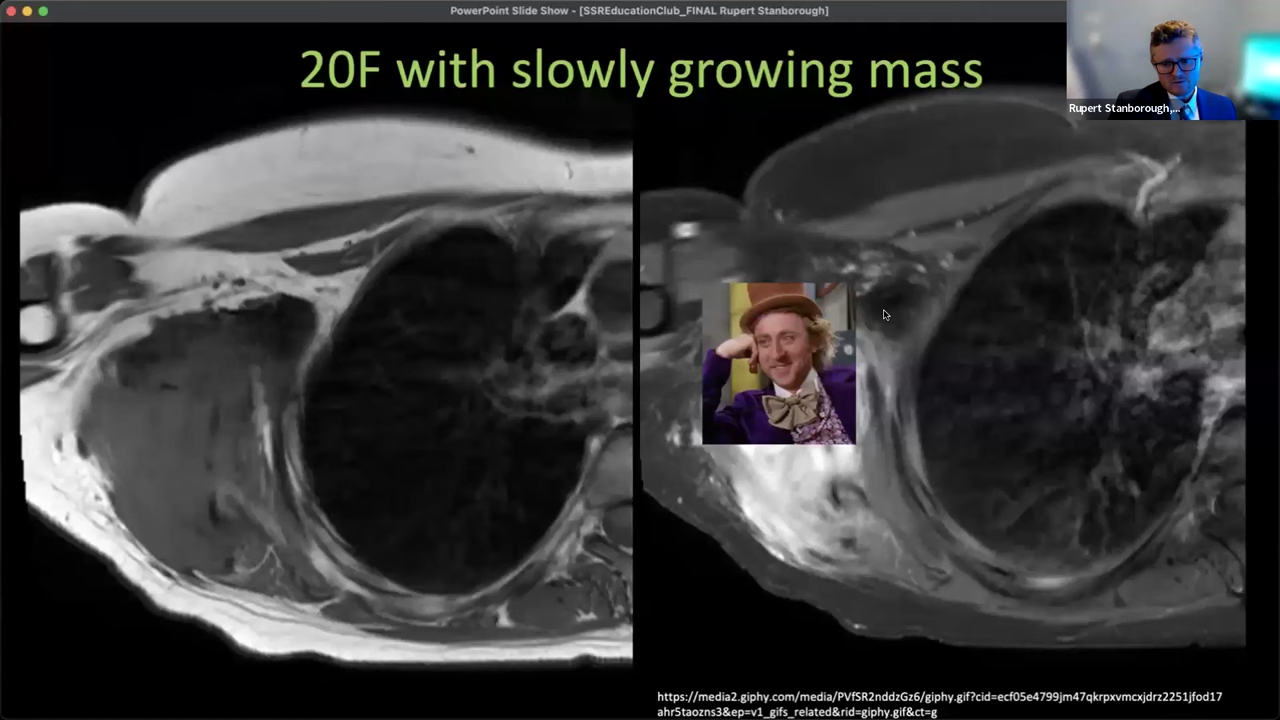 PowerPoint Slide Show - [SSREducationClub_FINAL Rupert Stanborough]
20F with slowly growing mass
Rupert Stanborough,...
https://media2.giphy.com/media/PVfSR2nddzGz6/giphy.gif?cid=ecf05e4799jm47qkrpxvmcxjdrz2251jfod17
ahr5taozns3&ep=v1_gifs_related&rid=giphy.gif&ct=g